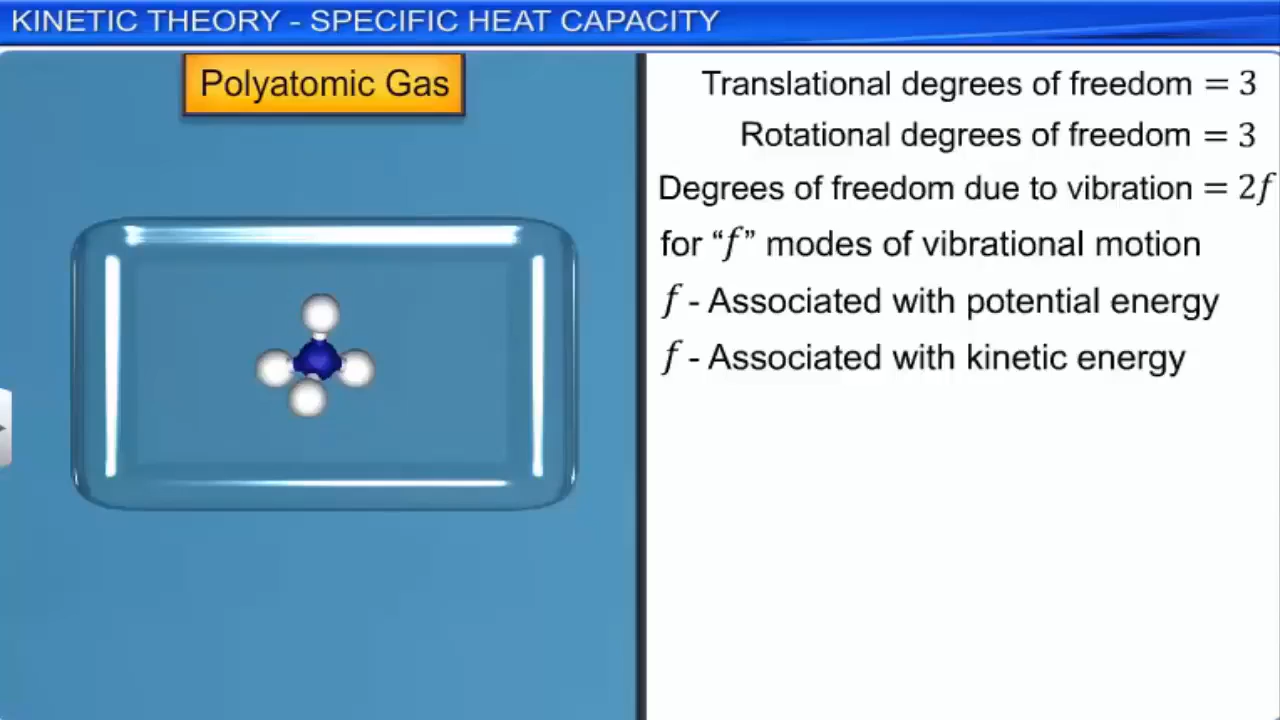 KINETIC THEORY - SPECIFIC HEAT CAPACITY
Polyatomic Gas
Translational degrees of freedom = 3
Rotational degrees of freedom = 3
Degrees of freedom due to vibration = 2f
for “f” modes of vibrational motion
f - Associated with potential energy
f - Associated with kinetic energy